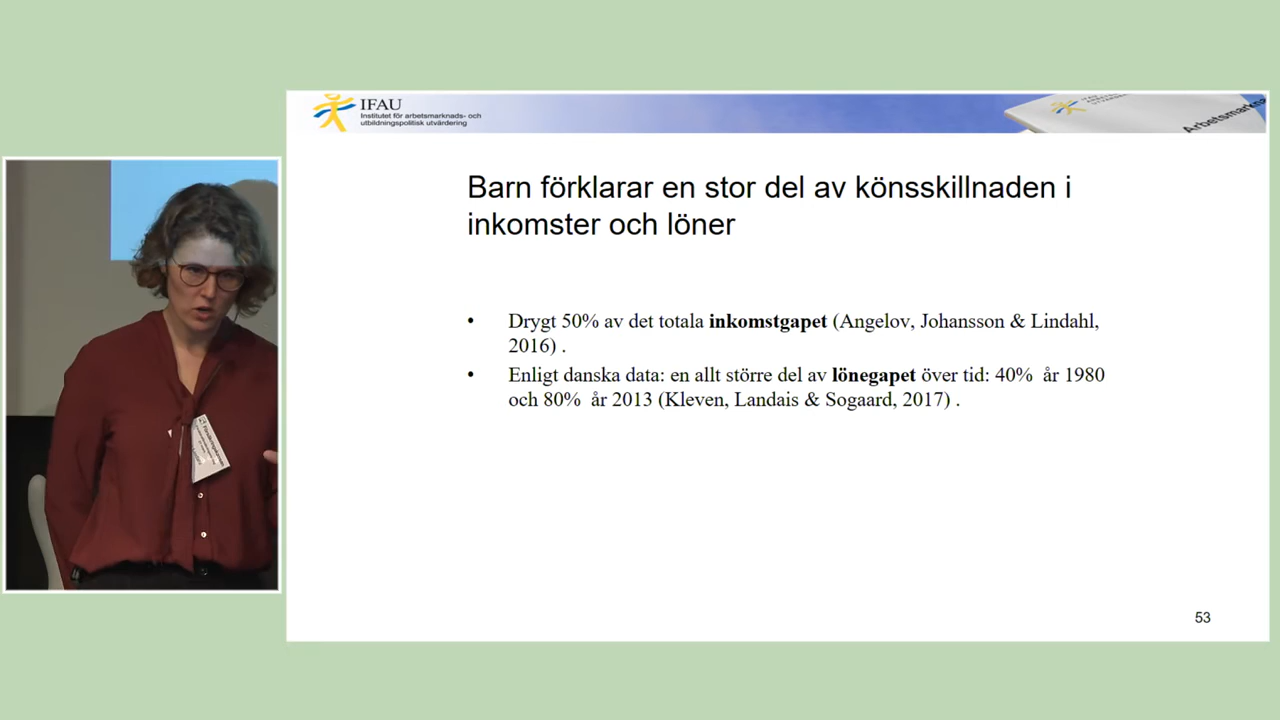 IFAU
Institutet för arbetsmarknads- och
utbildningspolitisk utvärdering
Barn förklarar en stor del av könsskillnaden i
inkomster och löner
• Drygt 50% av det totala inkomstgapet (Angelov, Johansson & Lindahl,
2016) .
• Enligt danska data: en allt större del av lönegapet över tid: 40% år 1980
och 80% år 2013 (Kleven, Landais & Sogaard, 2017) .
53